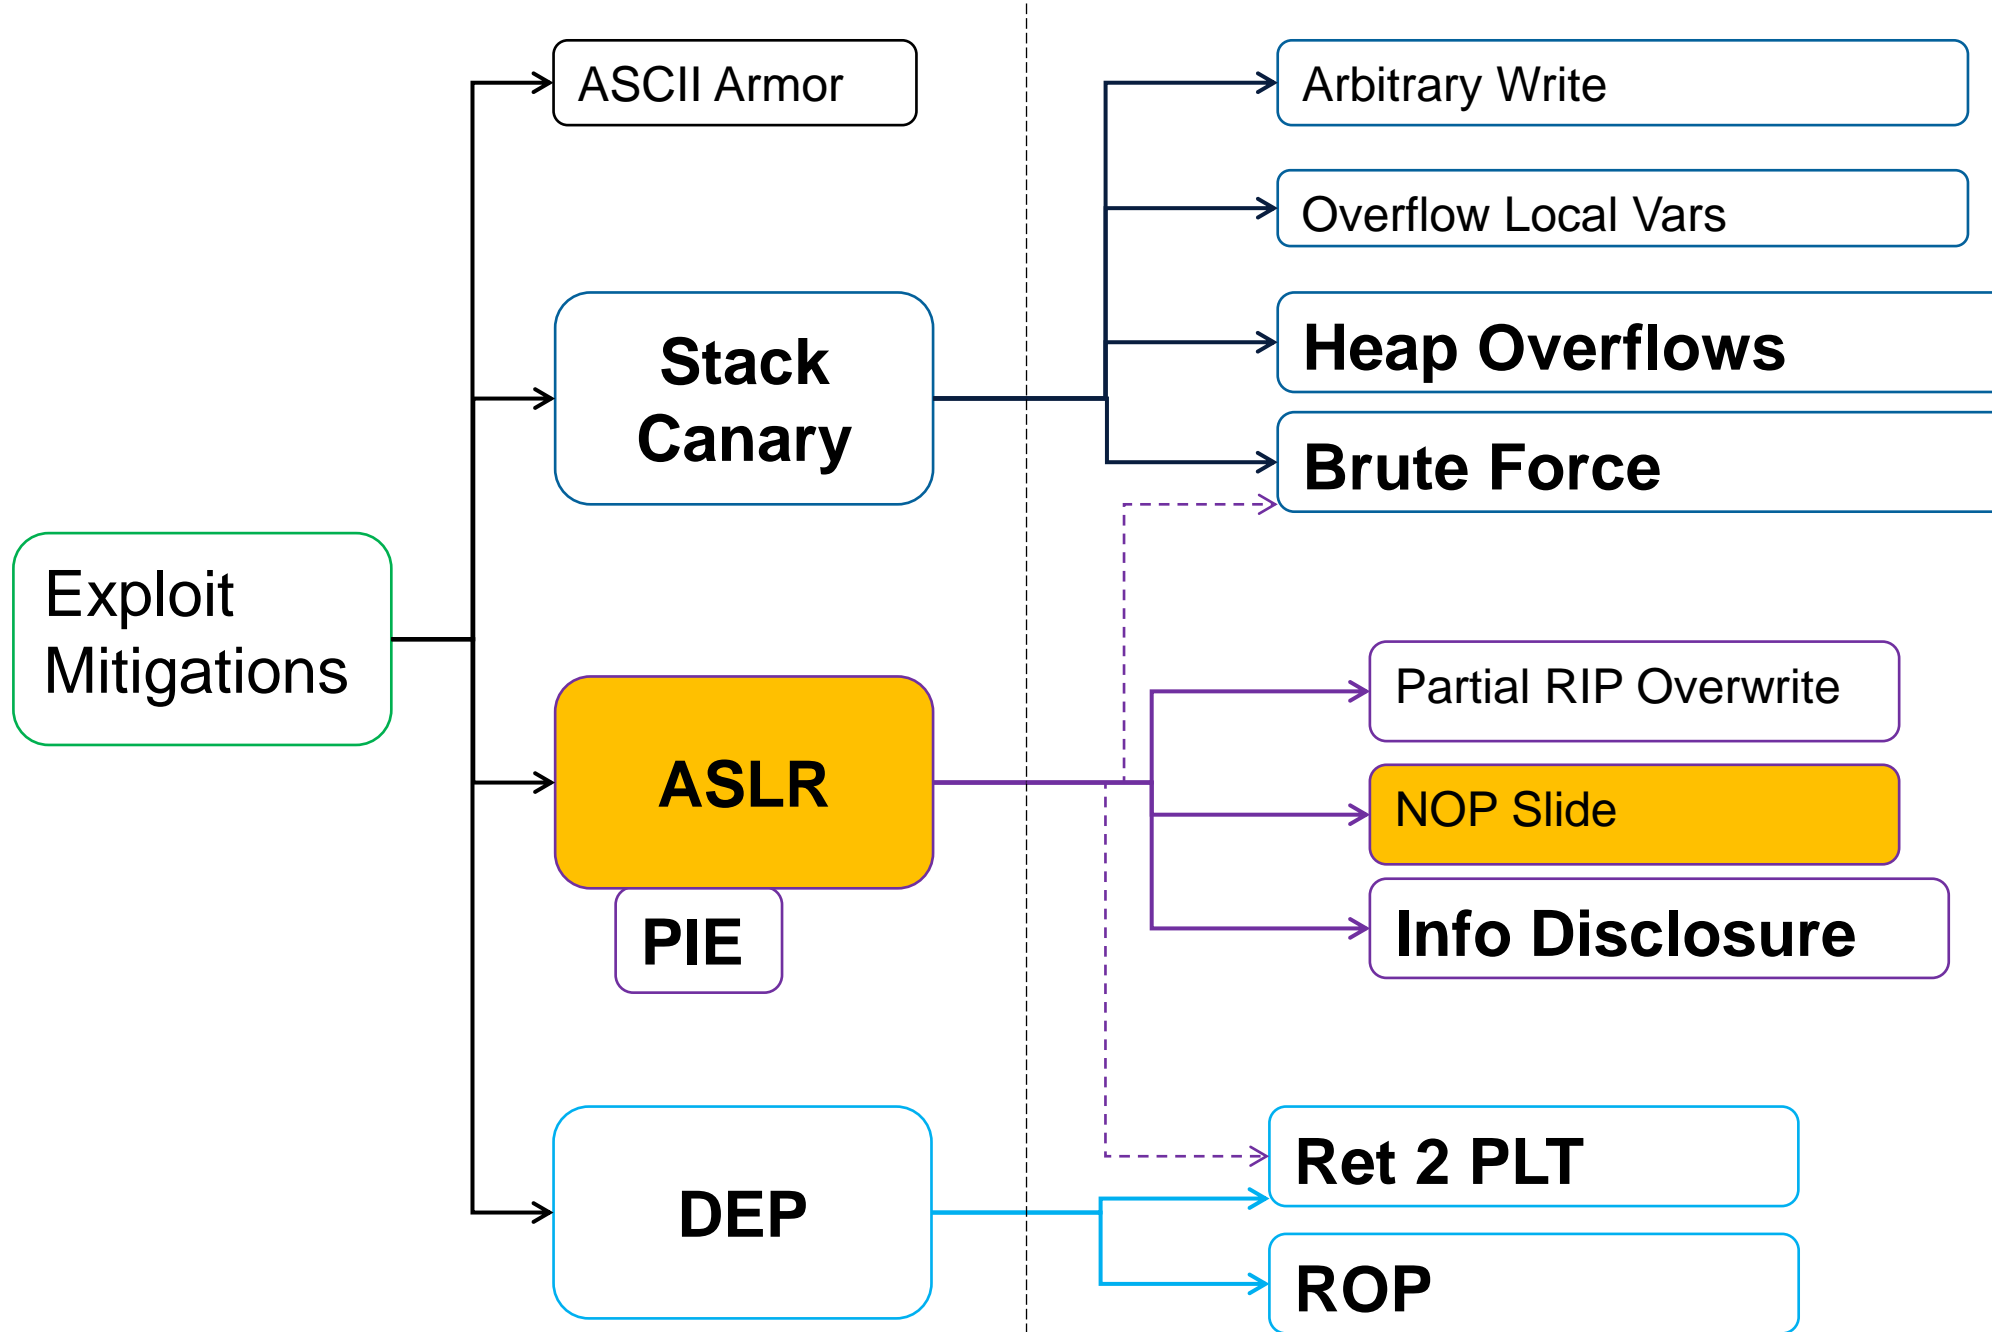 ASCII Armor
Arbitrary Write
Overflow Local Vars
Stack
Canary
Heap Overflows
Brute Force
Exploit
Mitigations
Partial RIP Overwrite
ASLR
NOP Slide
PIE
Info Disclosure
DEP
Ret 2 PLT
ROP